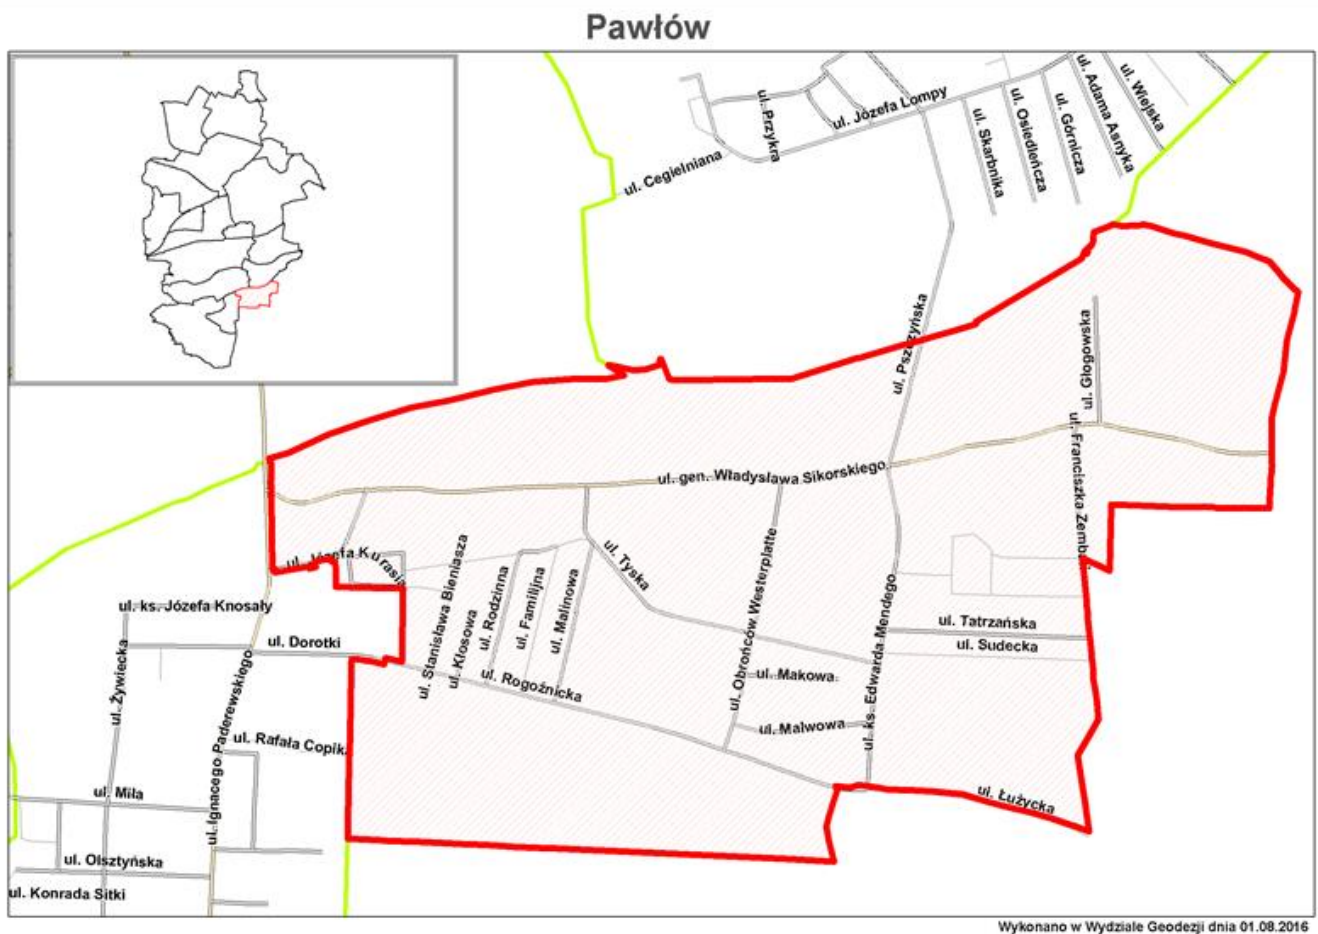 Pawłów
ul. Przykra
ul. Józefa Lompy
ul. Cegielniana
ul. Skarbnika
ul. Osiedleńcza
ul. Górnicza
ul. Adama Asnyka
ul. Wiejska
ul. Pszczyńska
ul. Głogowska
ul. Franciszka Zemb...
ul. gen. Władysława Sikorskiego
ul. Józefa Kurasia
ul. Stanisława Bieniasza
ul. Kłosowa
ul. Rodzinna
ul. Familijna
ul. Malinowa
ul. Tyska
ul. Obrońców Westerplatte
ul. ks. Edwarda Mendego
ul. Tatrzańska
ul. Sudecka
ul. Makowa
ul. Malwowa
ul. Rogoźnicka
ul. Łużycka
ul. ks. Józefa Knosały
ul. Dorotki
ul. Żywiecka
ul. Ignacego Paderewskiego
ul. Rafała Copik
ul. Miła
ul. Olsztyńska
ul. Konrada Sitki
Wykonano w Wydziale Geodezji dnia 01.08.2016